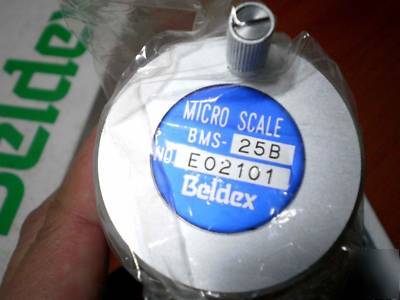 Beldex
MICRO SCALE
BMS- 25B
NO. E02101
Beldex